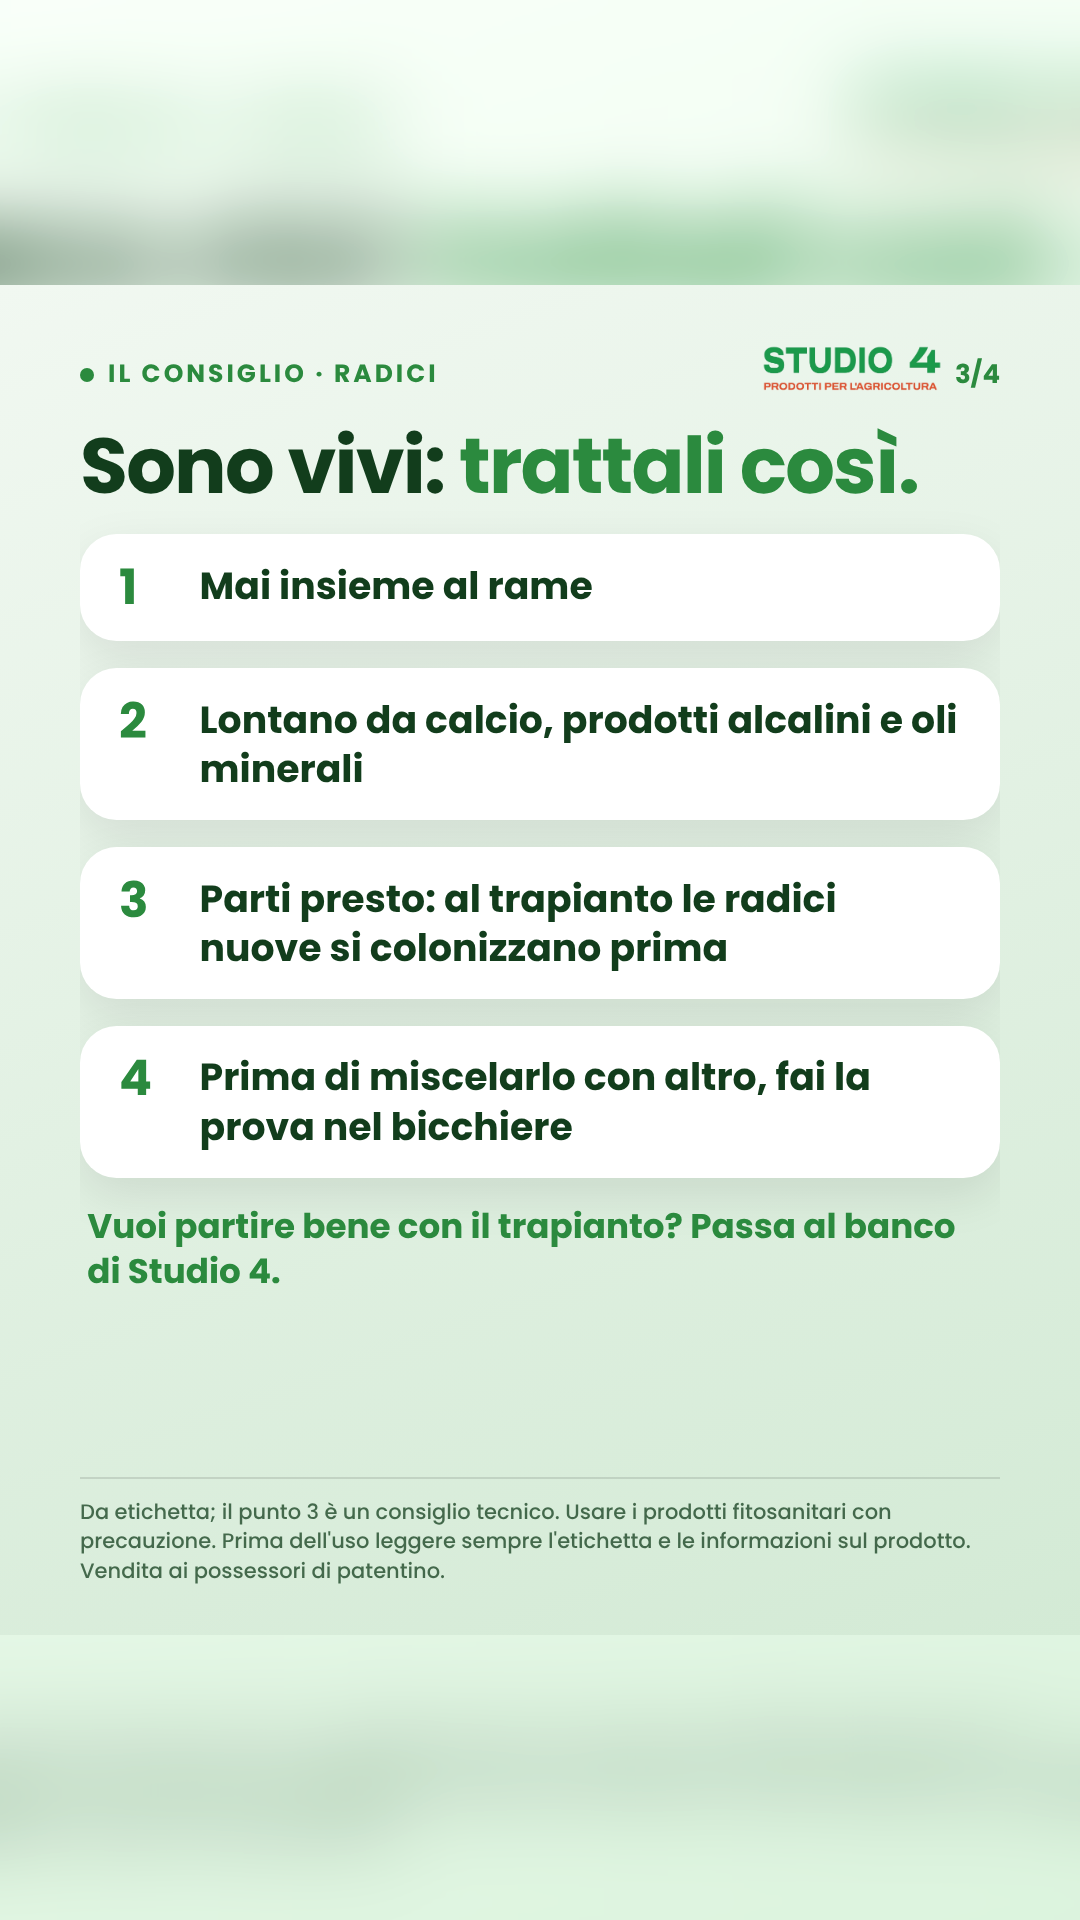 IL CONSIGLIO · RADICI
STUDIO 4
PRODOTTI PER L'AGRICOLTURA
3/4
Sono vivi: trattali così.
1 Mai insieme al rame
2 Lontano da calcio, prodotti alcalini e oli
minerali
3 Parti presto: al trapianto le radici
nuove si colonizzano prima
4 Prima di miscelarlo con altro, fai la
prova nel bicchiere
Vuoi partire bene con il trapianto? Passa al banco
di Studio 4.
Da etichetta; il punto 3 è un consiglio tecnico. Usare i prodotti fitosanitari con
precauzione. Prima dell'uso leggere sempre l'etichetta e le informazioni sul prodotto.
Vendita ai possessori di patentino.